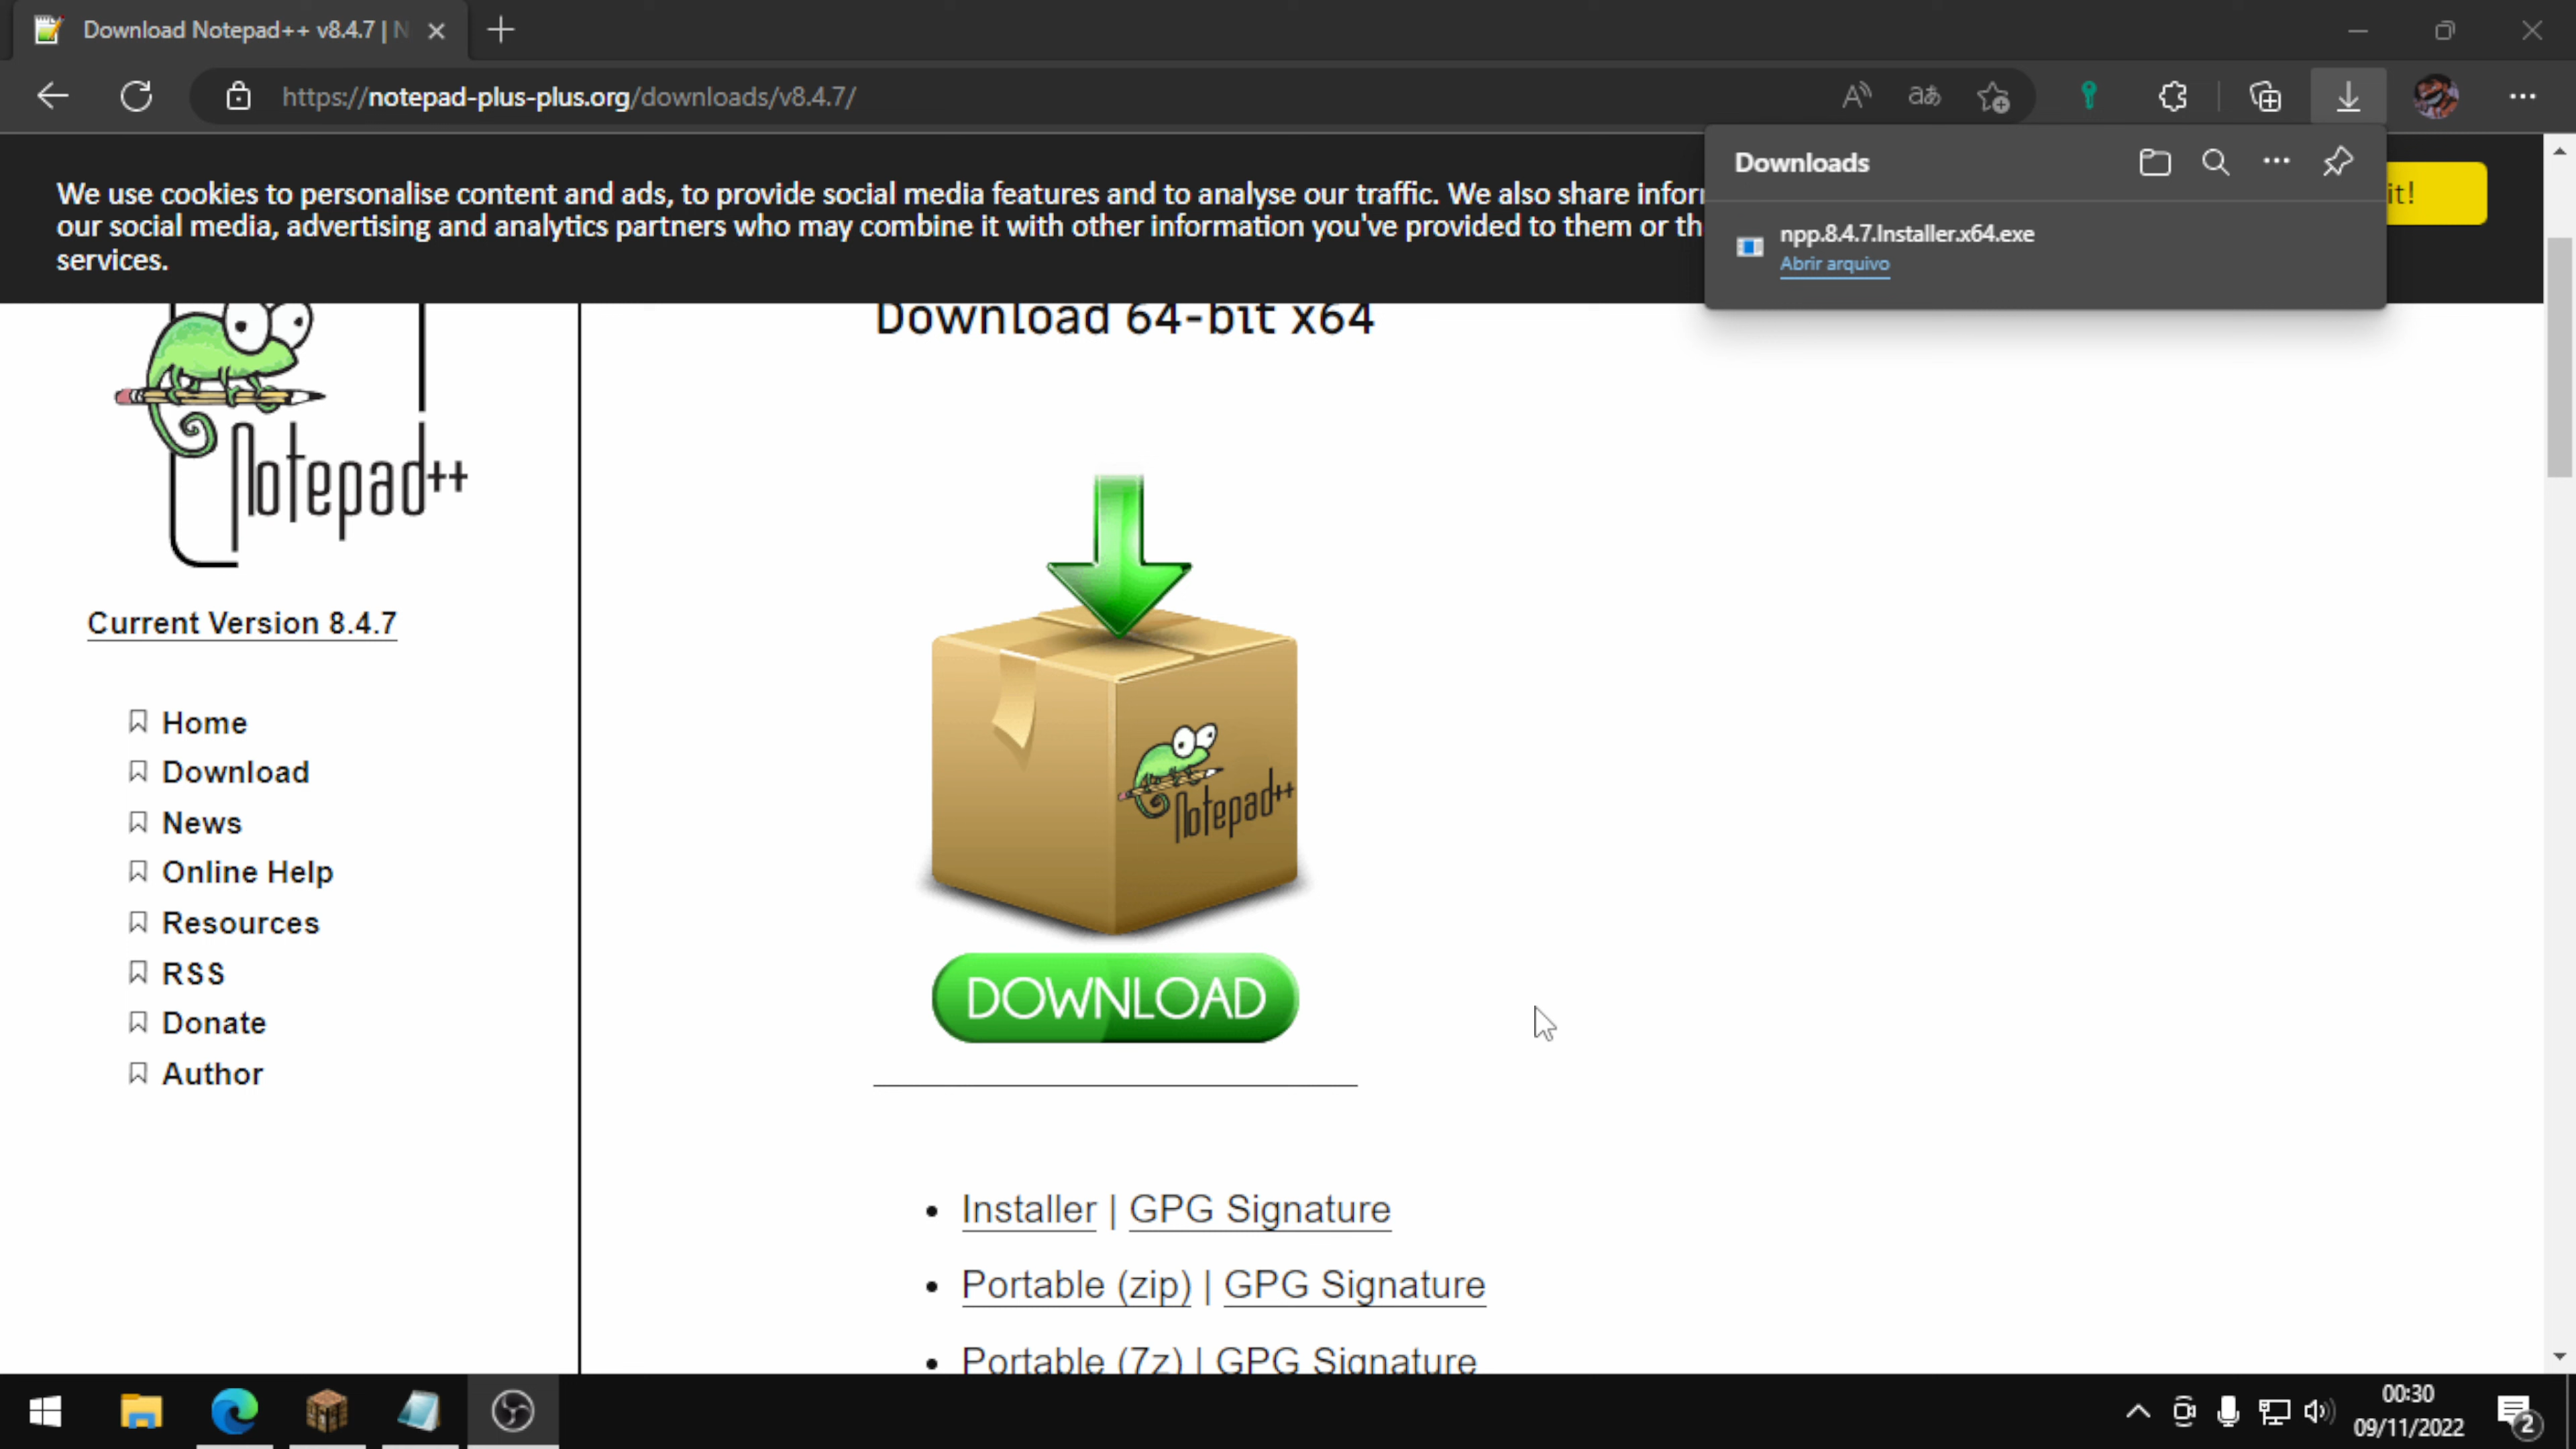 Download Notepad++ v8.4.7 | N
https://notepad-plus-plus.org/downloads/v8.4.7/
Downloads
npp.8.4.7.Installer.x64.exe
Abrir arquivo
We use cookies to personalise content and ads, to provide social media features and to analyse our traffic. We also share
our social media, advertising and analytics partners who may combine it with other information you've provided to them or
services.
it!
Download 64-bit x64
Notepad++
Current Version 8.4.7
Home
Download
News
Online Help
Resources
RSS
Donate
Author
Notepad++
DOWNLOAD
Installer | GPG Signature
Portable (zip) | GPG Signature
Portable (7z) | GPG Signature
00:30
09/11/2022
2